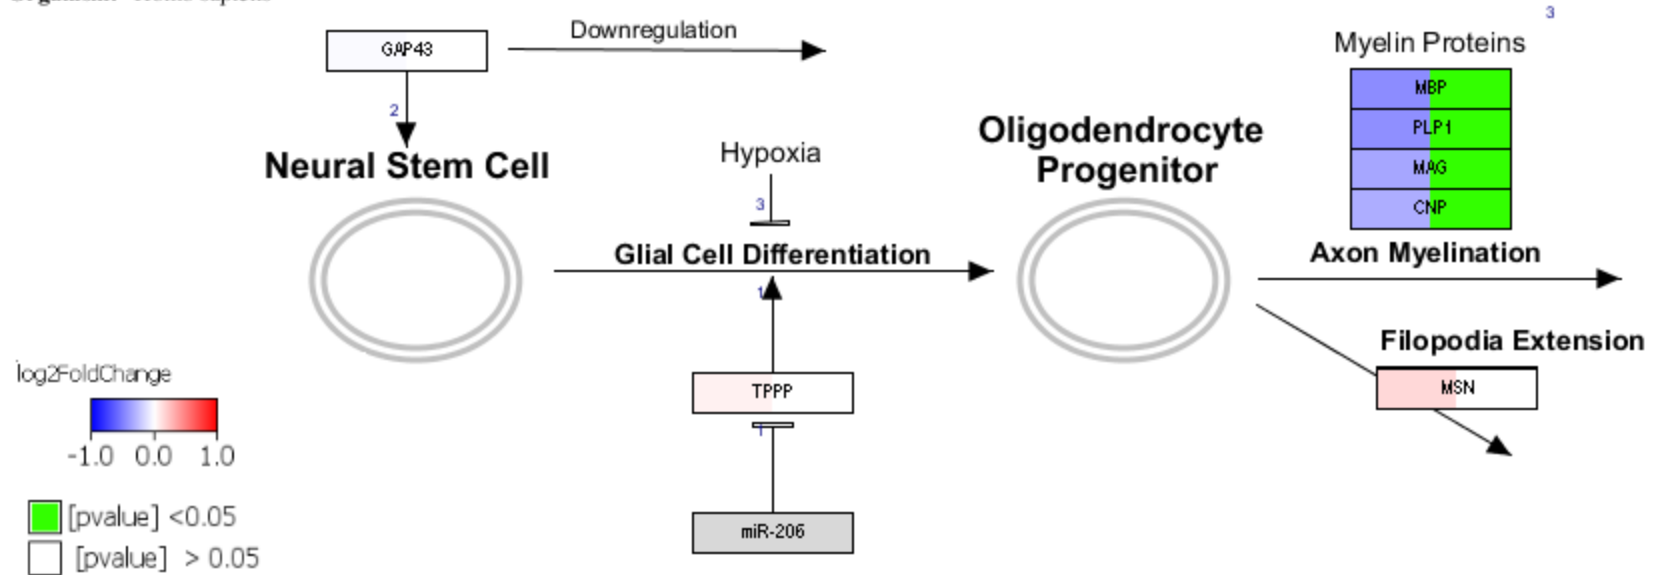 GAP43
Downregulation
2
Neural Stem Cell
Hypoxia
3
Glial Cell Differentiation
1
TPPP
1
miR-206
Oligodendrocyte
Progenitor
3
Myelin Proteins
MBP
PLP1
MAG
CNP
Axon Myelination
Filopodia Extension
MSN
log2FoldChange
-1.0 0.0 1.0
[pvalue] <0.05
[pvalue] > 0.05